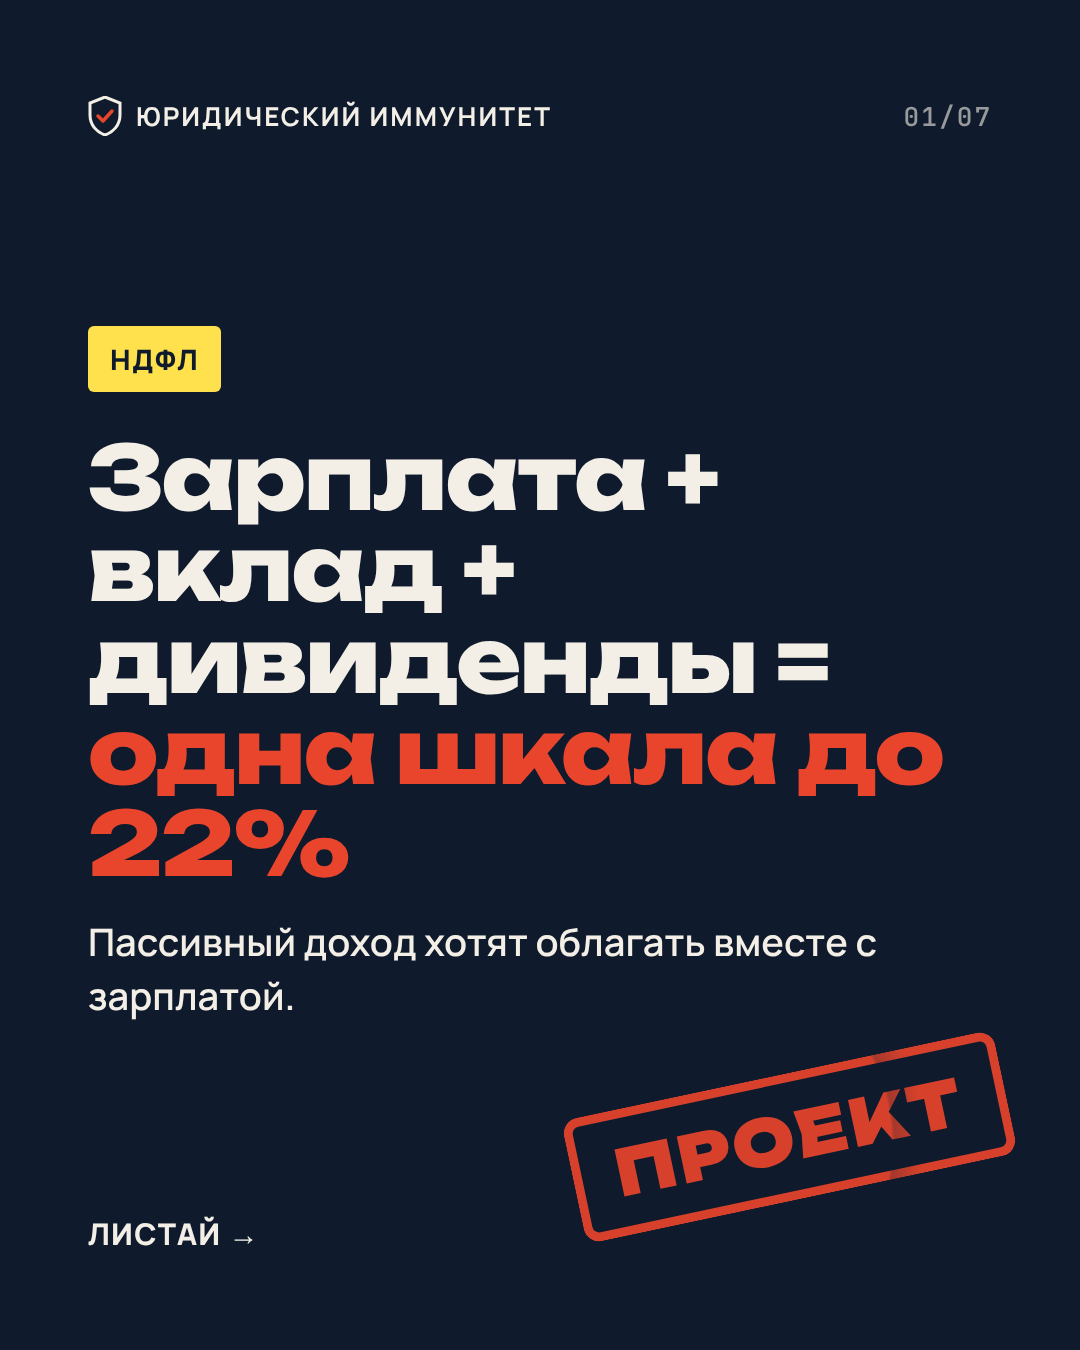 ЮРИДИЧЕСКИЙ ИММУНИТЕТ
01/07
НДФЛ
Зарплата +
вклад +
дивиденды =
одна шкала до
22%
Пассивный доход хотят облагать вместе с
зарплатой.
ПРОЕКТ
ЛИСТАЙ →